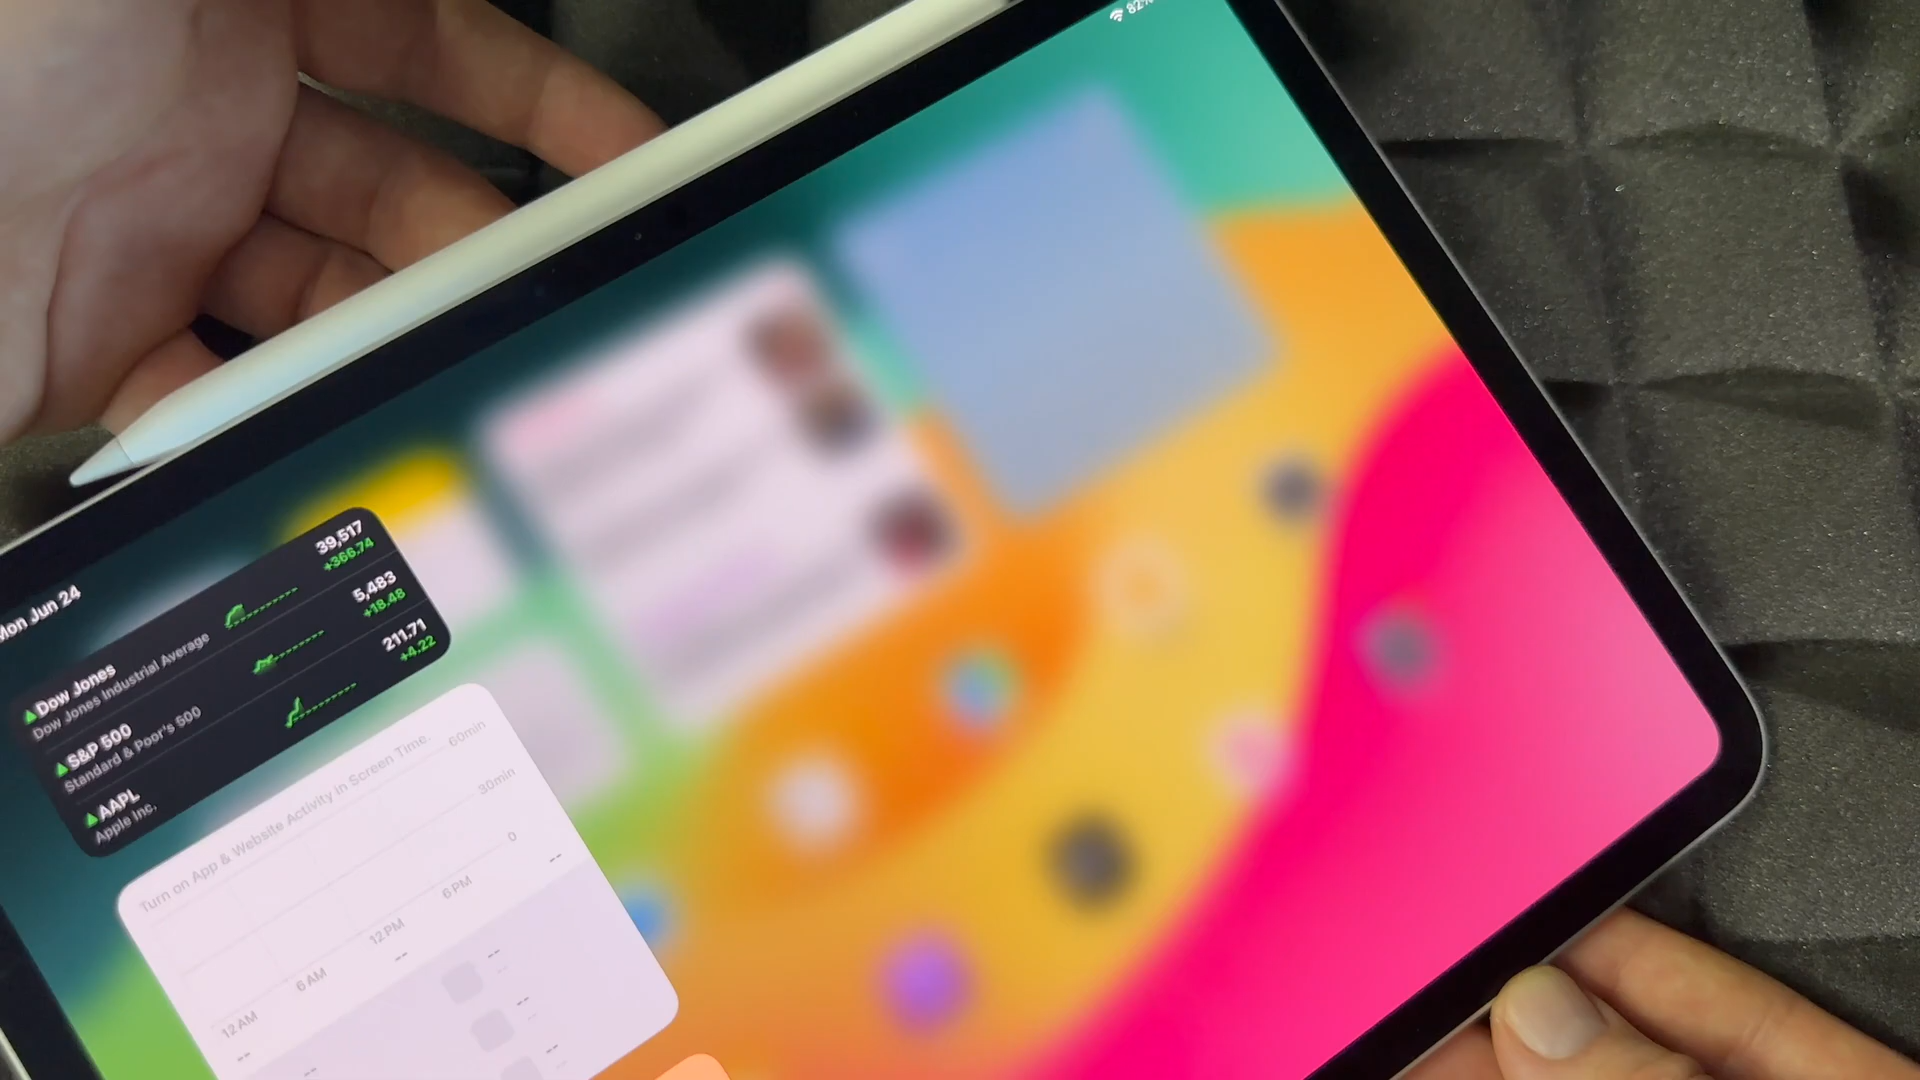 82%
Mon Jun 24
Dow Jones
39,517
Dow Jones Industrial Average
+366.74
S&P 500
5,483
Standard & Poor's 500
+18.48
AAPL
211.71
Apple Inc.
+4.22
Turn on App & Website Activity in Screen Time.
60min
30min
0
12 AM
6 AM
12 PM
6 PM
--
--
--
--
--
--
--